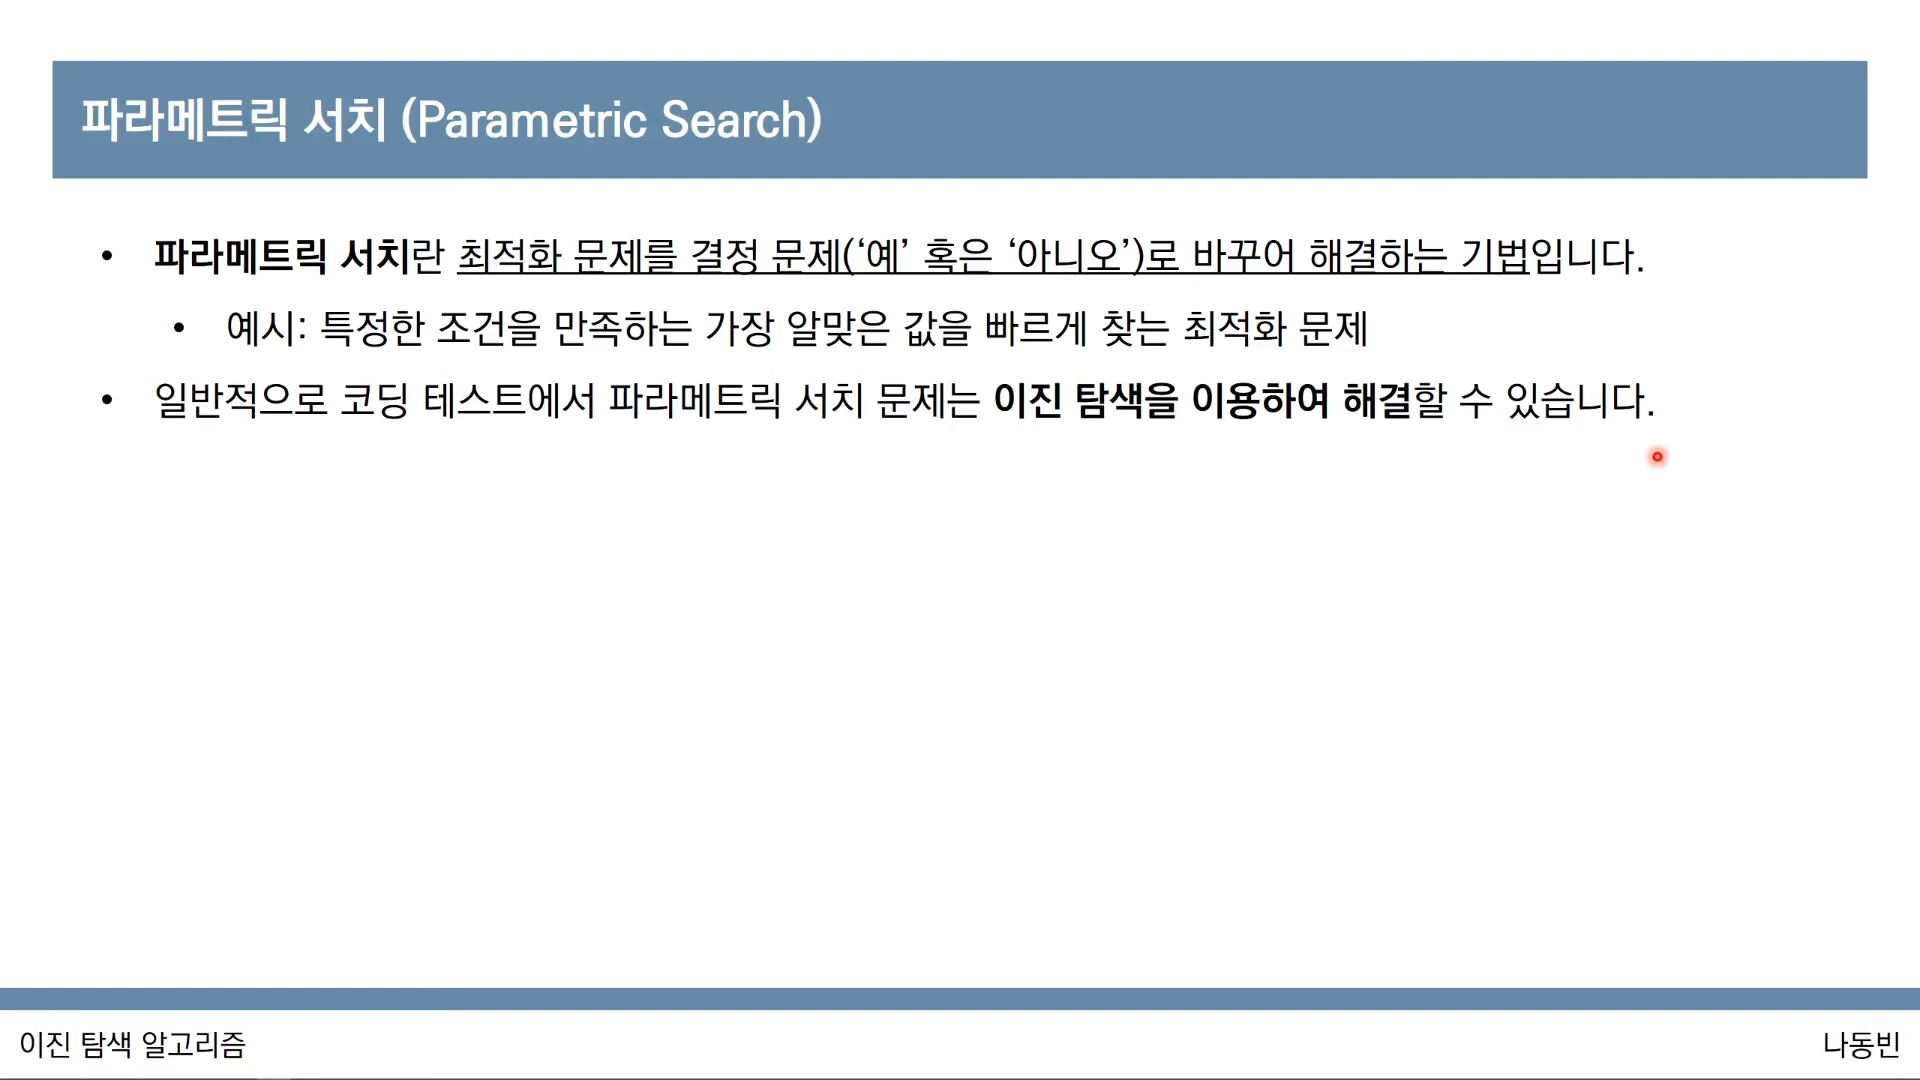 파라메트릭 서치 (Parametric Search)
• 파라메트릭 서치란 최적화 문제를 결정 문제(‘예’ 혹은 ‘아니오’)로 바꾸어 해결하는 기법입니다.
• 예시: 특정한 조건을 만족하는 가장 알맞은 값을 빠르게 찾는 최적화 문제
• 일반적으로 코딩 테스트에서 파라메트릭 서치 문제는 이진 탐색을 이용하여 해결할 수 있습니다.
이진 탐색 알고리즘
나동빈